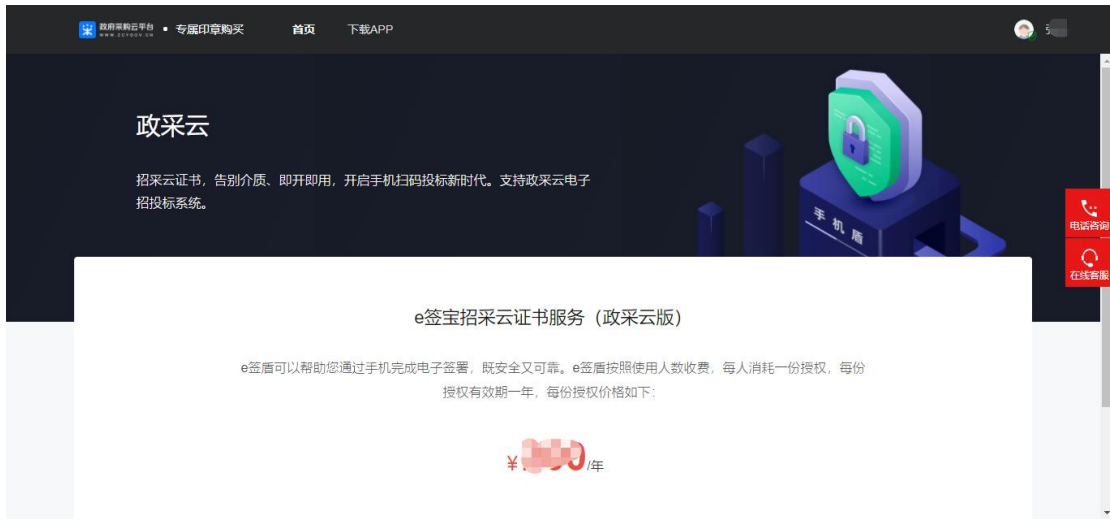 政府采购云平台 • 专属印章购买 首页 下载APP
WWW.ZCYGOV.CN
政采云
招采云证书,告别介质、即开即用,开启手机扫码投标新时代。支持政采云电子
招投标系统。
手机盾
电话咨询
在线客服
e签宝招采云证书服务(政采云版)
e签盾可以帮助您通过手机完成电子签署,既安全又可靠。e签盾按照使用人数收费,每人消耗一份授权,每份
授权有效期一年,每份授权价格如下:
¥ /年